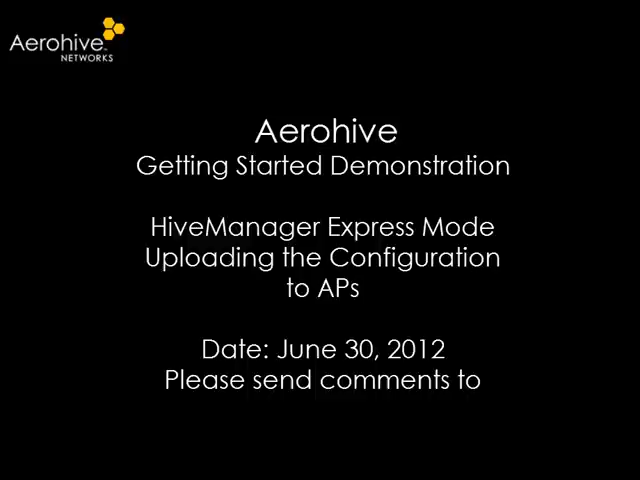 Aerohive
NETWORKS
Aerohive
Getting Started Demonstration
HiveManager Express Mode
Uploading the Configuration
to APs
Date: June 30, 2012
Please send comments to